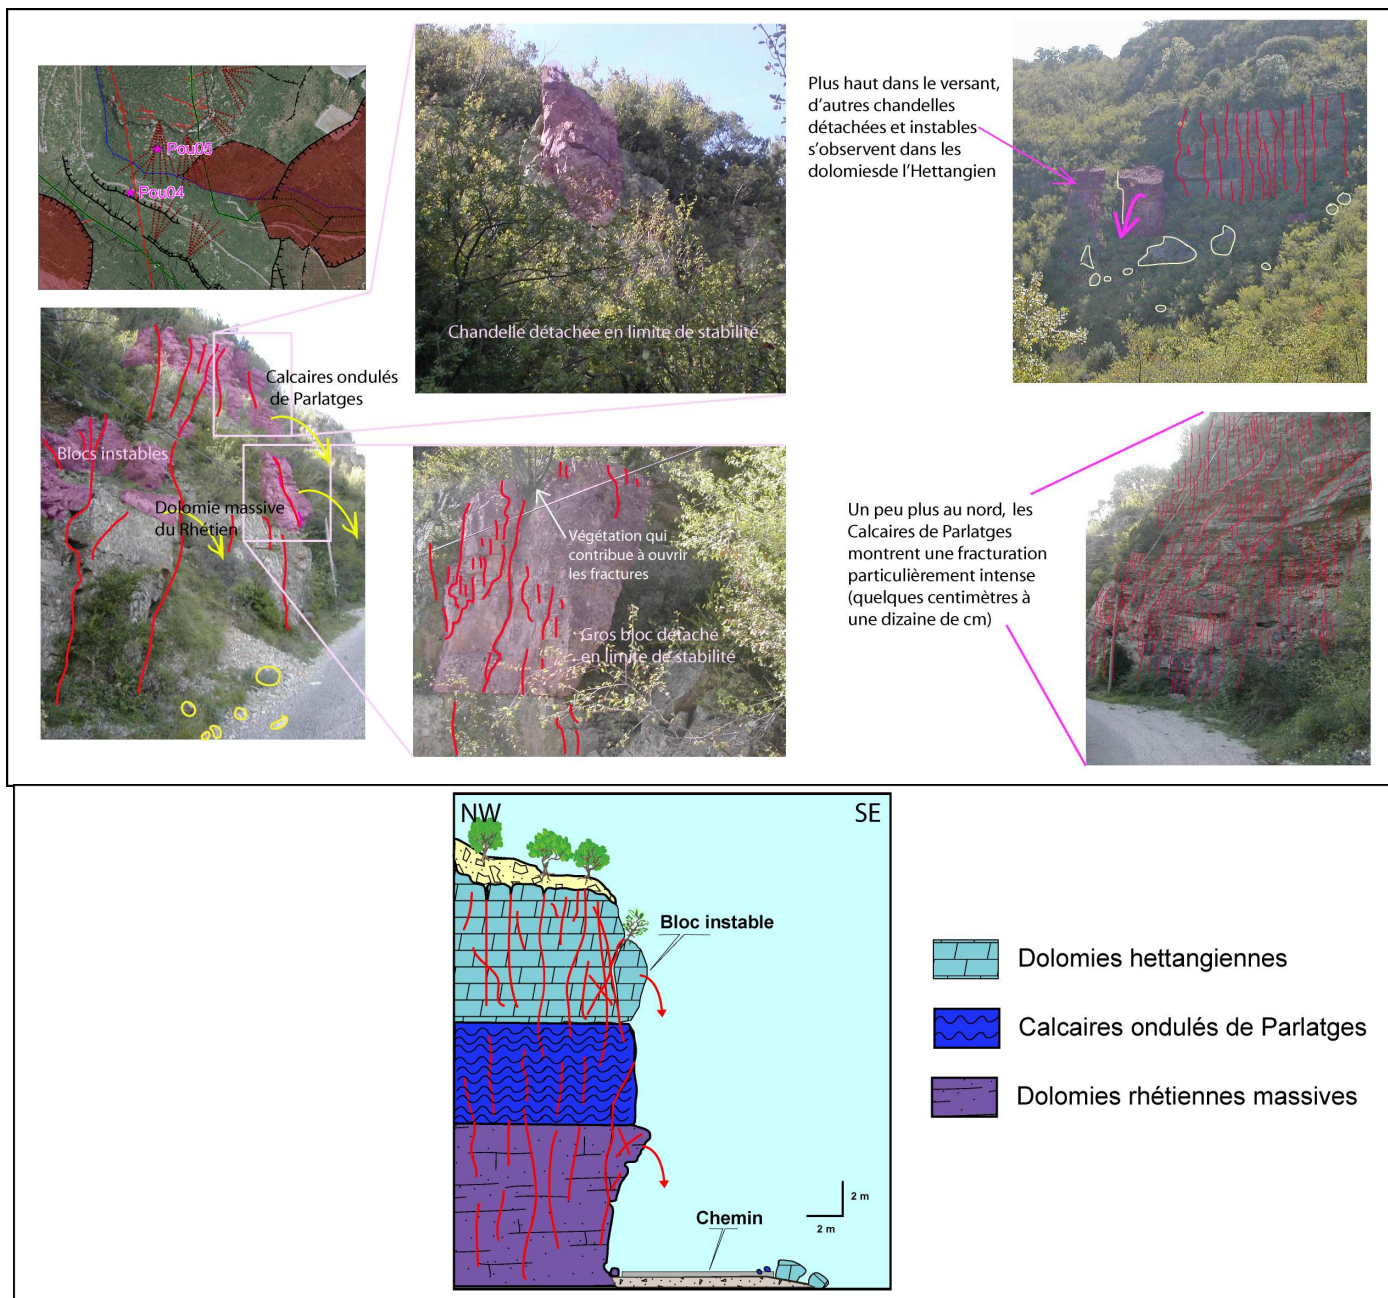 Pou05
Pou04
Chandelle détachée en limite de stabilité
Plus haut dans le versant,
d'autres chandelles
détachées et instables
s'observent dans les
dolomiesde l'Hettangien
Calcaires ondulés
de Parlatges
Blocs instables
Dolomie massive
du Rhétien
Végétation qui
contribue à ouvrir
les fractures
Gros bloc détaché
en limite de stabilité
Un peu plus au nord, les
Calcaires de Parlatges
montrent une fracturation
particulièrement intense
(quelques centimètres à
une dizaine de cm)
NW
SE
Bloc instable
2 m
2 m
Chemin
Dolomies hettangiennes
Calcaires ondulés de Parlatges
Dolomies rhétiennes massives